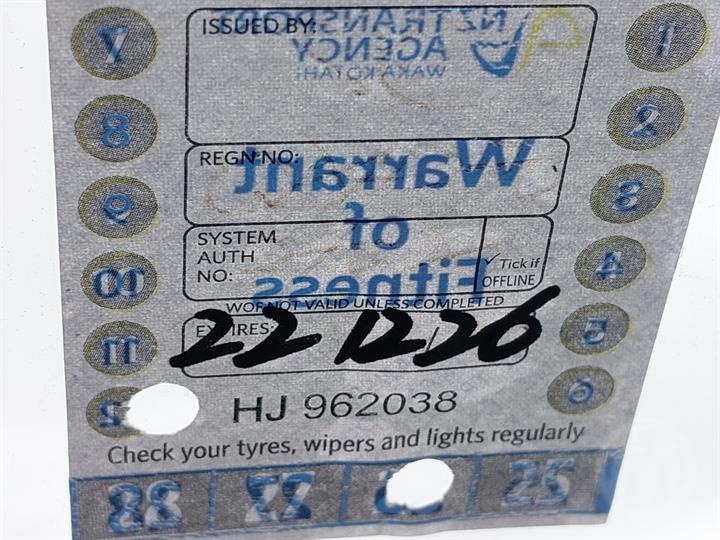 ISSUED BY:
NZ TRANSPORT
AGENCY
WAKA KOTAHI
REGN NO:
Warrant
of
Fitness
SYSTEM
AUTH
NO:
✓ Tick if
OFFLINE
WOF NOT VALID UNLESS COMPLETED
EXPIRES:
22 12 26
HJ 962038
Check your tyres, wipers and lights regularly
7
8
9
10
11
1
2
3
4
5
6
28 27 25